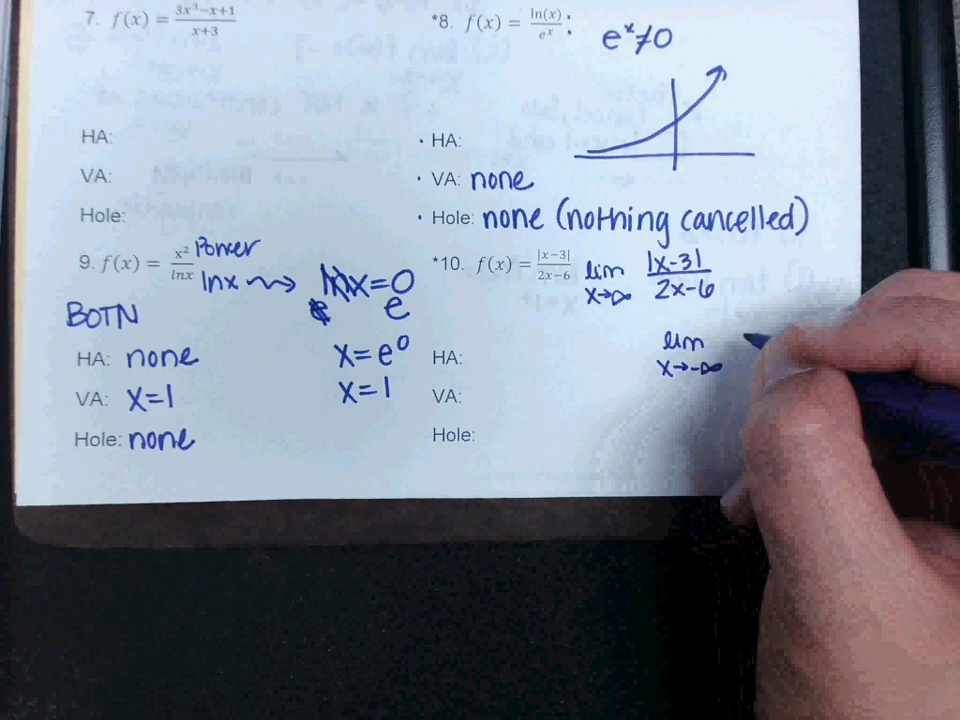 7. f(x) = 3x³−x+1 / x+3
HA:
VA:
Hole:
*8. f(x) = ln(x) / eˣ :
eˣ≠0
· HA:
· VA: none
· Hole: none (nothing cancelled)
9. f(x) = x² / lnx
Power
lnx
lnx=0
e
x=e⁰
x=1
BOTN
HA: none
VA: x=1
Hole: none
*10. f(x) = |x−3| / 2x−6
lim x→∞ |x−3| / 2x−6
lim x→−∞
HA:
VA:
Hole: